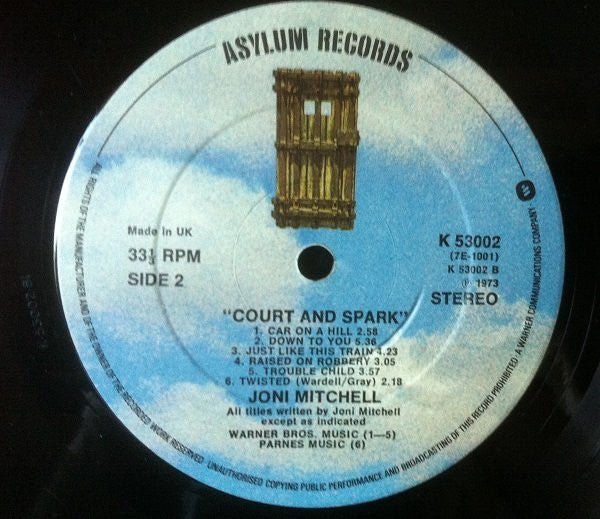 ASYLUM RECORDS
Made in UK
33⅓ RPM
SIDE 2
K 53002
(7E-1001)
K 53002 B
℗ 1973
STEREO
"COURT AND SPARK"
1. CAR ON A HILL 2.58
2. DOWN TO YOU 5.36
3. JUST LIKE THIS TRAIN 4.23
4. RAISED ON ROBBERY 3.05
5. TROUBLE CHILD 3.57
6. TWISTED (Wardell/Gray) 2.18
JONI MITCHELL
All titles written by Joni Mitchell
except as indicated
WARNER BROS. MUSIC (1—5)
PARNES MUSIC (6)
ALL RIGHTS OF THE MANUFACTURER AND OF THE OWNER OF THE RECORDED WORK RESERVED UNAUTHORISED COPYING PUBLIC PERFORMANCE AND BROADCASTING OF THIS RECORD PROHIBITED · A WARNER COMMUNICATIONS COMPANY